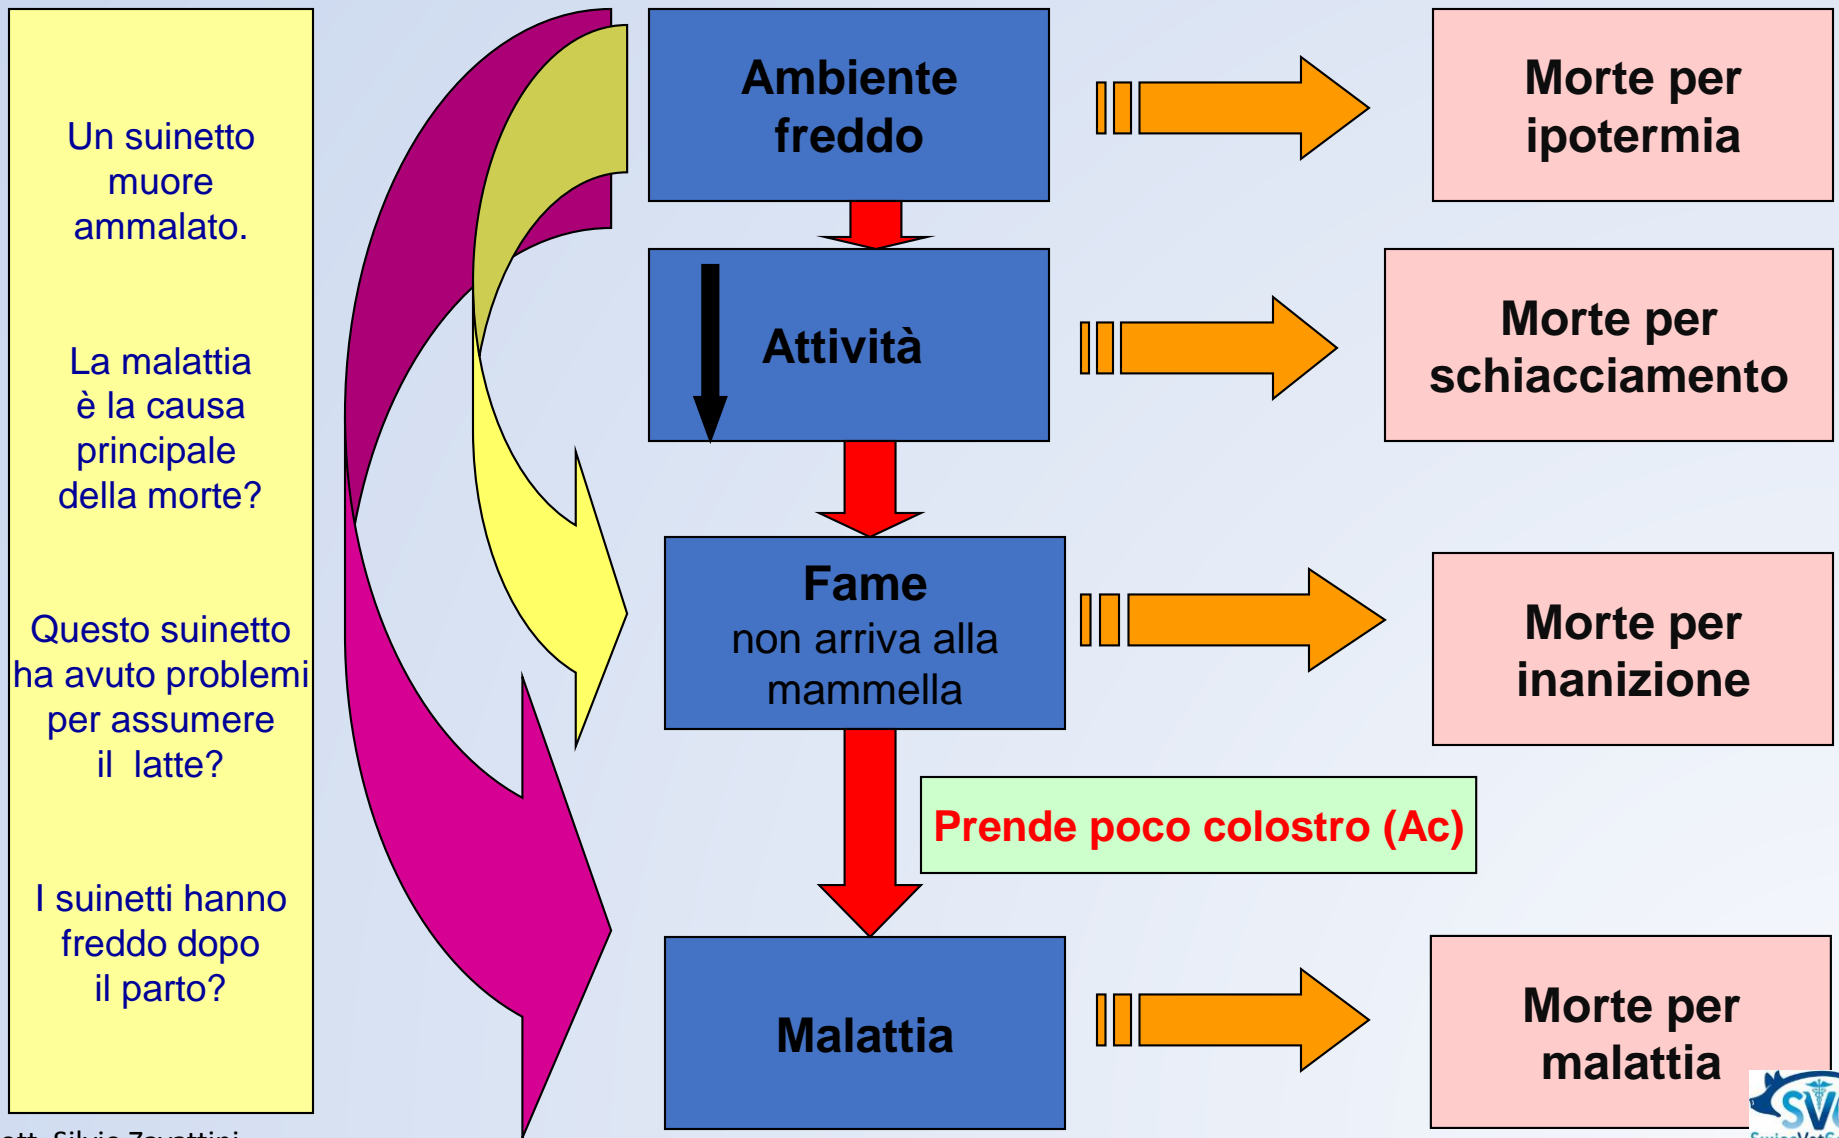 Un suinetto
muore
ammalato.
La malattia
è la causa
principale
della morte?
Questo suinetto
ha avuto problemi
per assumere
il latte?
I suinetti hanno
freddo dopo
il parto?
Ambiente
freddo
Morte per
ipotermia
Attività
Morte per
schiacciamento
Fame
non arriva alla
mammella
Morte per
inanizione
Prende poco colostro (Ac)
Malattia
Morte per
malattia
Silvio Zavattini